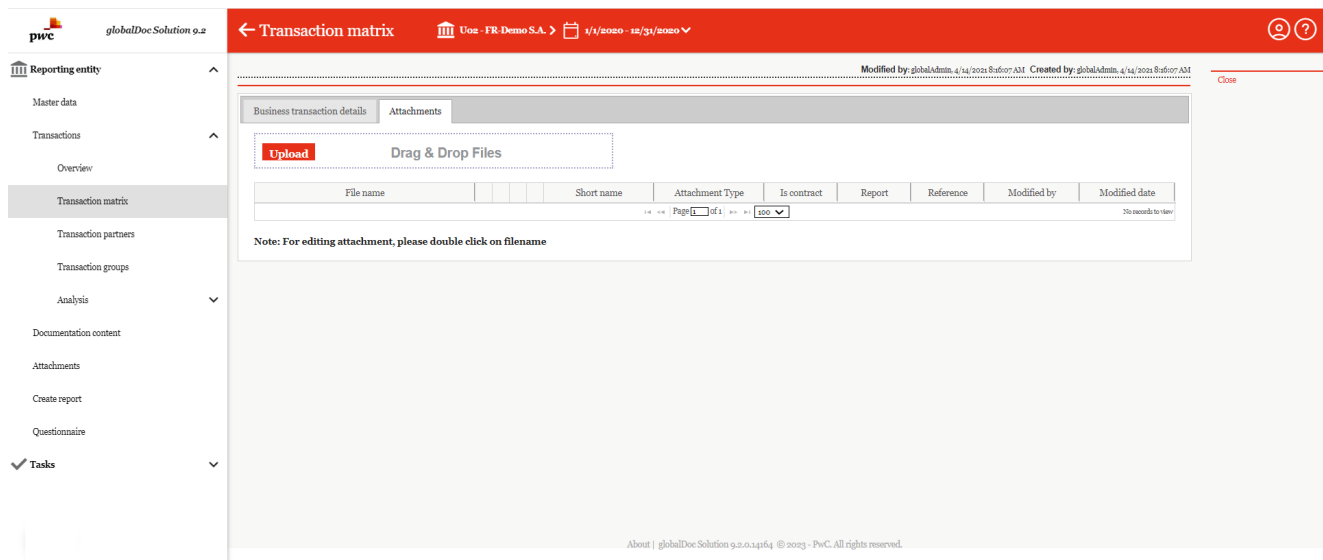 pwc
globalDoc Solution 9.2
Transaction matrix
U02 - FR-Demo S.A.
1/1/2020 - 12/31/2020
Reporting entity
Master data
Transactions
Overview
Transaction matrix
Transaction partners
Transaction groups
Analysis
Documentation content
Attachments
Create report
Questionnaire
Tasks
Modified by: globalAdmin, 4/14/2021 8:16:07 AM Created by: globalAdmin, 4/14/2021 8:16:07 AM
Close
Business transaction details Attachments
Upload Drag & Drop Files
File name Short name Attachment Type Is contract Report Reference Modified by Modified date
Page 1 of 1 100 No records to view
Note: For editing attachment, please double click on filename
About | globalDoc Solution 9.2.0.14164 © 2023 - PwC. All rights reserved.